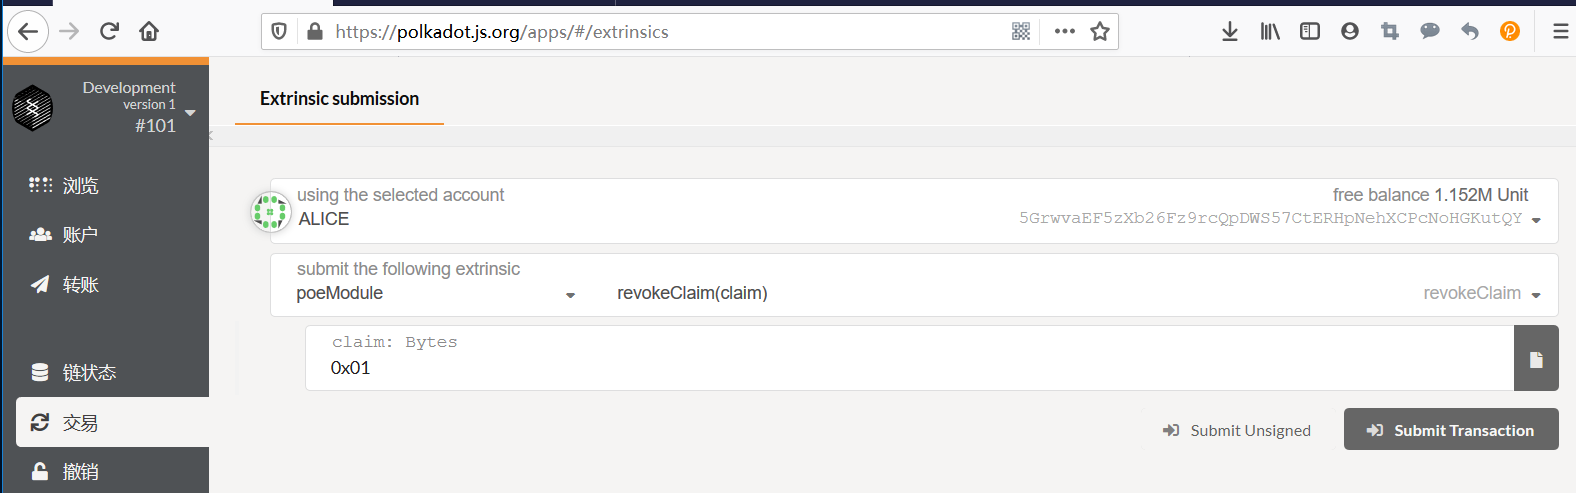 https://polkadot.js.org/apps/#/extrinsics
Development
version 1
#101
浏览
账户
转账
链状态
交易
撤销
Extrinsic submission
using the selected account
ALICE
free balance 1.152M Unit
5GrwvaEF5zXb26Fz9rcQpDWS57CtERHpNehXCPcNoHGKutQY
submit the following extrinsic
poeModule
revokeClaim(claim)
revokeClaim
claim: Bytes
0x01
Submit Unsigned
Submit Transaction